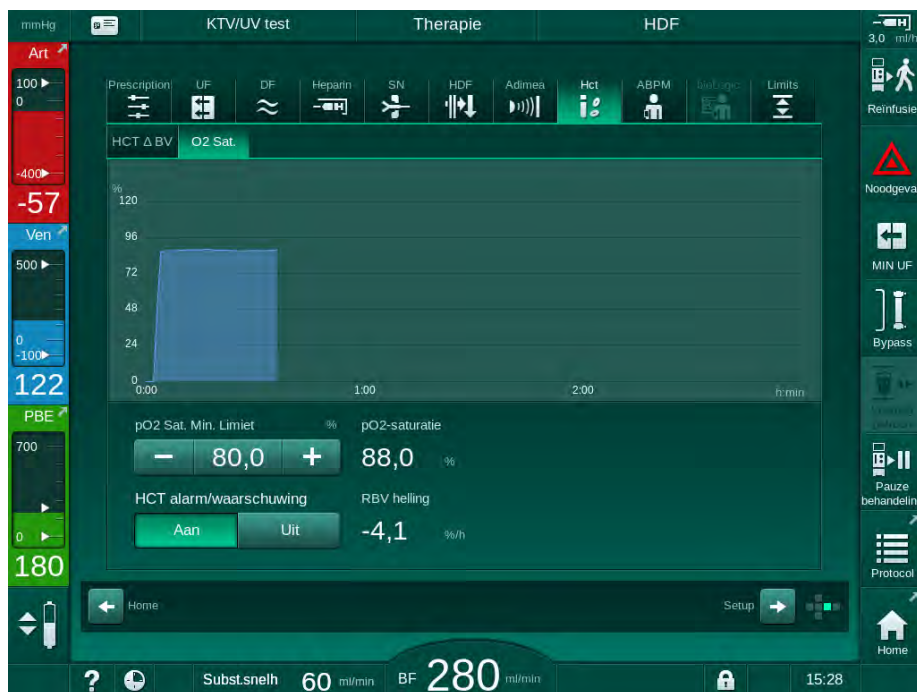 mmHg KTV/UV test Therapie HDF
3,0 ml/h
Art
100
0
-400
-57
Ven
500
0
-100
122
PBE
700
0
180
Prescription UF DF Heparin SN HDF Adimea Hct ABPM bioLogic Limits
HCT Δ BV O2 Sat.
%
120
96
72
48
24
0
0:00 1:00 2:00 h:min
pO2 Sat. Min. Limiet % pO2-saturatie
− 80,0 + 88,0 %
HCT alarm/waarschuwing RBV helling
Aan Uit -4,1 %/h
Home Setup
Reïnfusie
Noodgeval
MIN UF
Bypass
Pauze
behandeling
Protocol
Home
? Subst.snelh 60 ml/min BF 280 ml/min 15:28